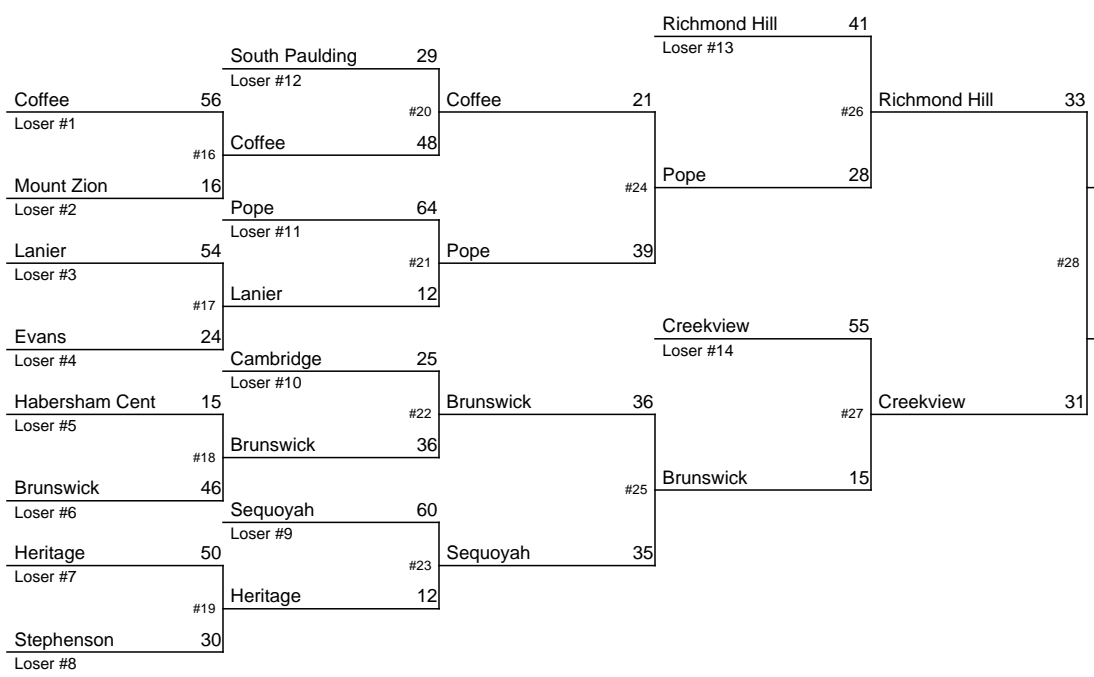 Richmond Hill 41
Loser #13
South Paulding 29
Loser #12
Coffee 56
Loser #1
#20
Coffee 21
#26
Richmond Hill 33
#16
Coffee 48
Mount Zion 16
Loser #2
#24
Pope 28
Pope 64
Loser #11
Lanier 54
Loser #3
#21
Pope 39
#28
#17
Lanier 12
Evans 24
Loser #4
Creekview 55
Loser #14
Cambridge 25
Loser #10
Habersham Cent 15
Loser #5
#22
Brunswick 36
#27
Creekview 31
#18
Brunswick 36
Brunswick 46
Loser #6
#25
Brunswick 15
Sequoyah 60
Loser #9
Heritage 50
Loser #7
#23
Sequoyah 35
#19
Heritage 12
Stephenson 30
Loser #8